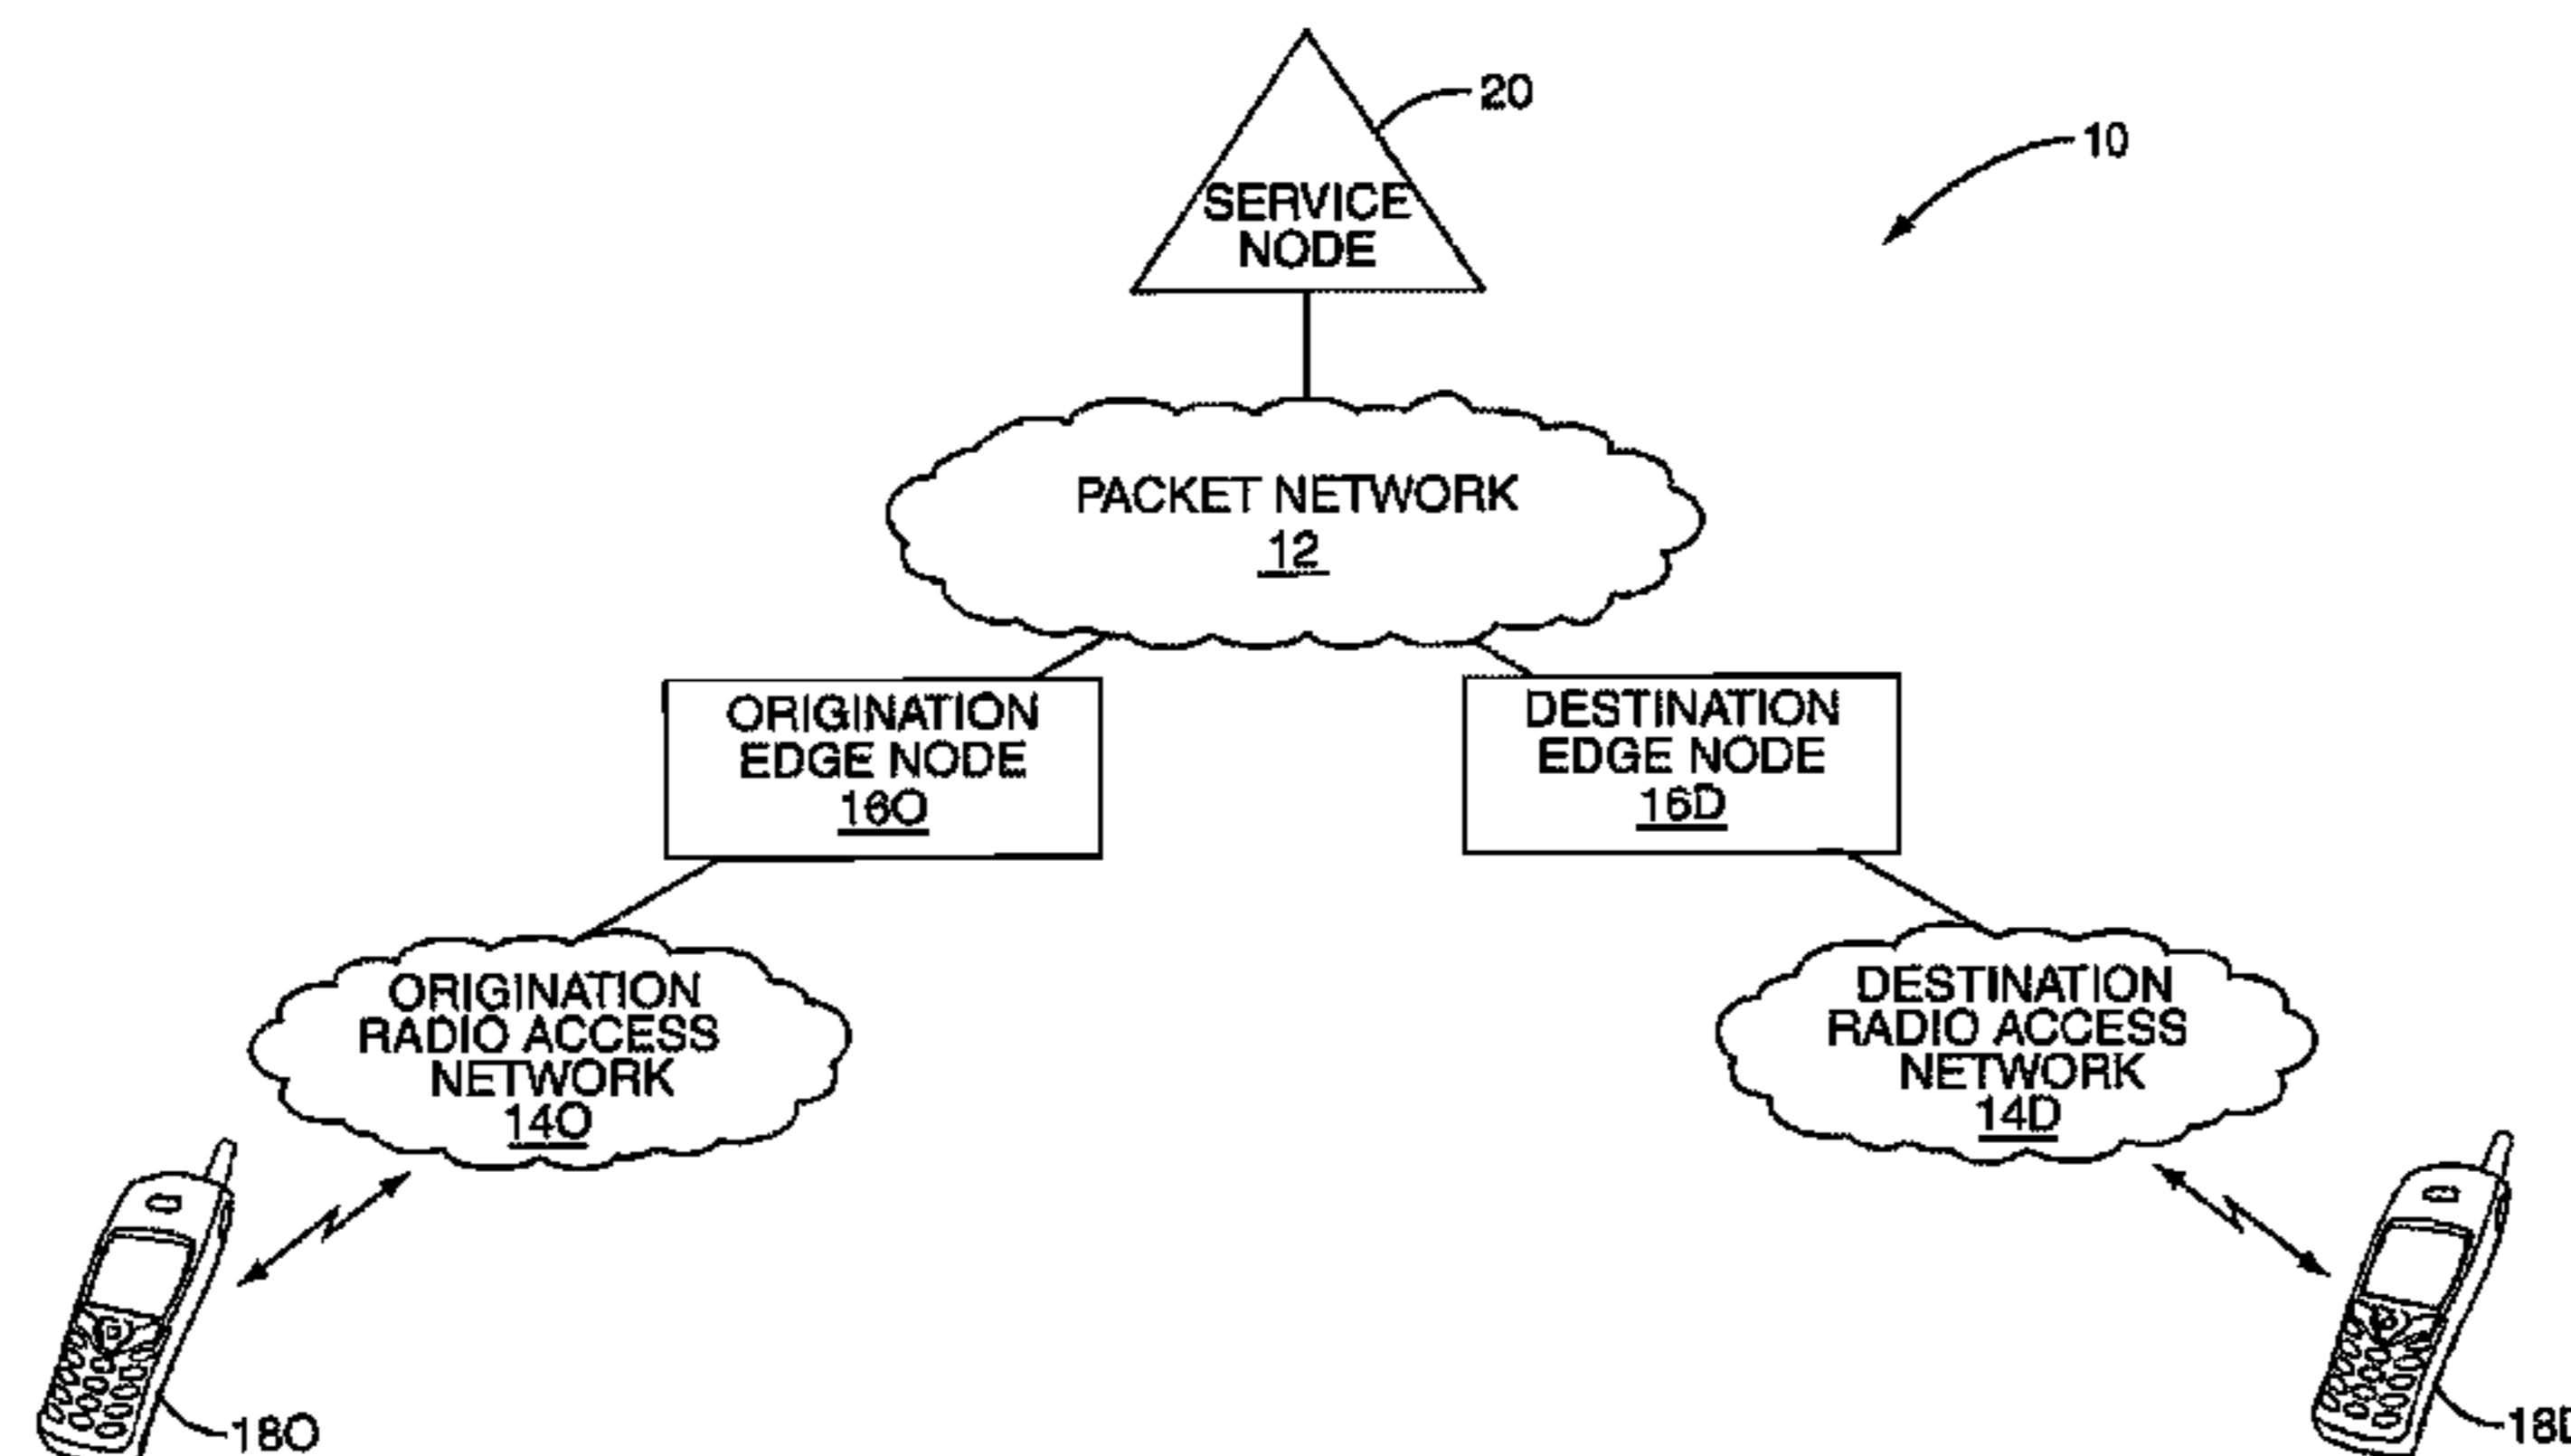 20
10
SERVICE
NODE
PACKET NETWORK
12
ORIGINATION
EDGE NODE
16O
DESTINATION
EDGE NODE
16D
ORIGINATION
RADIO ACCESS
NETWORK
14O
DESTINATION
RADIO ACCESS
NETWORK
14D
18O